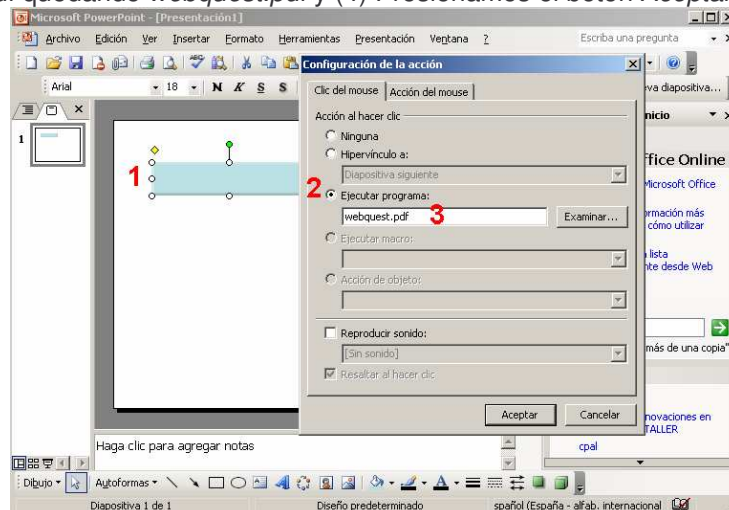 quedando webquest.pdf y (4) Presionamos el botón Aceptar
Microsoft PowerPoint - [Presentación1]
Archivo Edición Ver Insertar Formato Herramientas Presentación Ventana ? Escriba una pregunta
Arial 18 N K S S
Configuración de la acción
Clic del mouse Acción del mouse
Acción al hacer clic
Ninguna
Hipervínculo a:
Diapositiva siguiente
2 Ejecutar programa:
webquest.pdf 3 Examinar...
Ejecutar macro:
Acción de objeto:
Reproducir sonido:
[Sin sonido]
Resaltar al hacer clic
Aceptar Cancelar
1
1
va diapositiva...
nicio
ffice Online
Microsoft Office
rmación más
cómo utilizar
lista
nte desde Web
más de una copia"
novaciones en
TALLER
cpal
Haga clic para agregar notas
Dibujo Autoformas
Diapositiva 1 de 1 Diseño predeterminado spañol (España - alfab. internacional